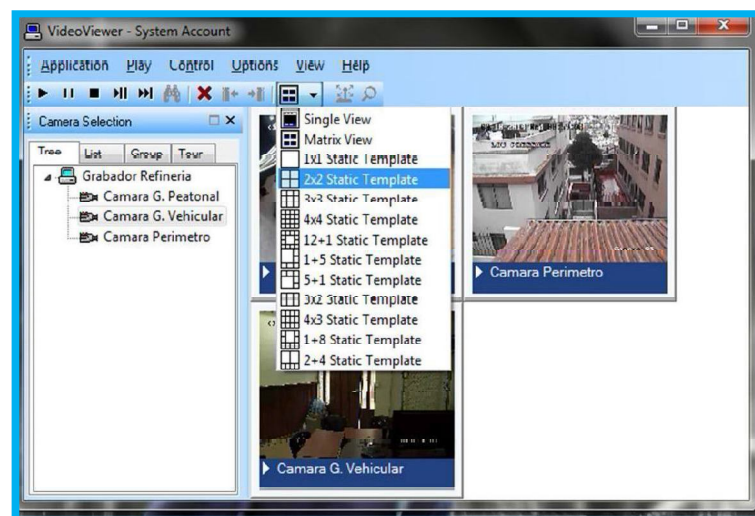 VideoViewer - System Account
Application Play Control Options View Help
Camera Selection
Tree List Group Tour
Grabador Refineria
Camara G. Peatonal
Camara G. Vehicular
Camara Perimetro
Single View
Matrix View
1x1 Static Template
2x2 Static Template
3x3 Static Template
4x4 Static Template
12+1 Static Template
1+5 Static Template
5+1 Static Template
3x2 Static Template
4x3 Static Template
1+8 Static Template
2+4 Static Template
Camara Perimetro
Camara G. Vehicular